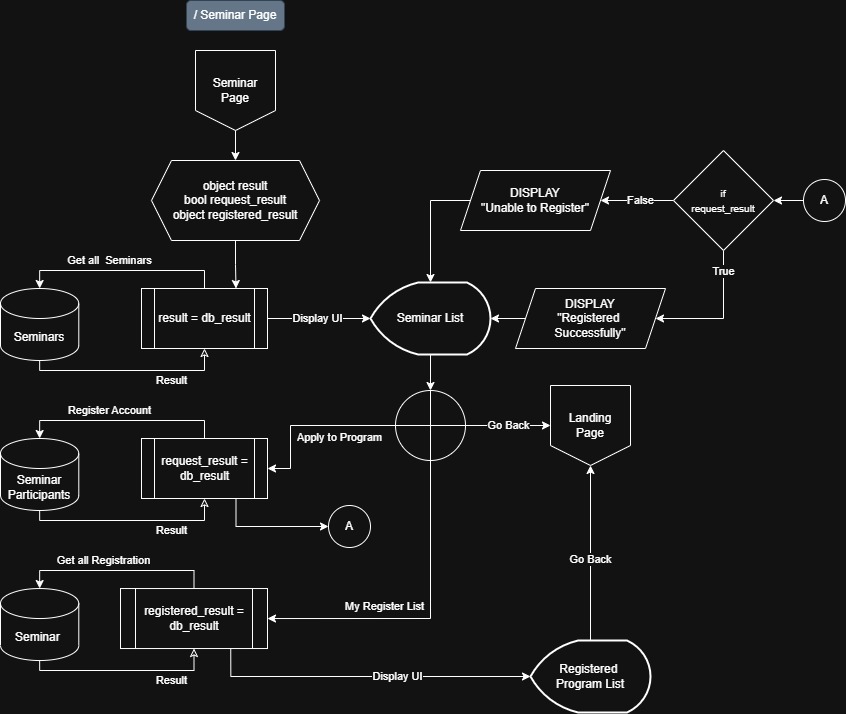 / Seminar Page
Seminar
Page
object result
bool request_result
object registered_result
DISPLAY
"Unable to Register"
False
if
request_result
A
True
Get all  Seminars
Seminars
result = db_result
Display UI
Seminar List
DISPLAY
"Registered
Successfully"
Result
Register Account
Seminar
Participants
request_result =
db_result
Apply to Program
Go Back
Landing
Page
Result
A
Get all Registration
Seminar
registered_result =
db_result
My Register List
Go Back
Result
Display UI
Registered
Program List